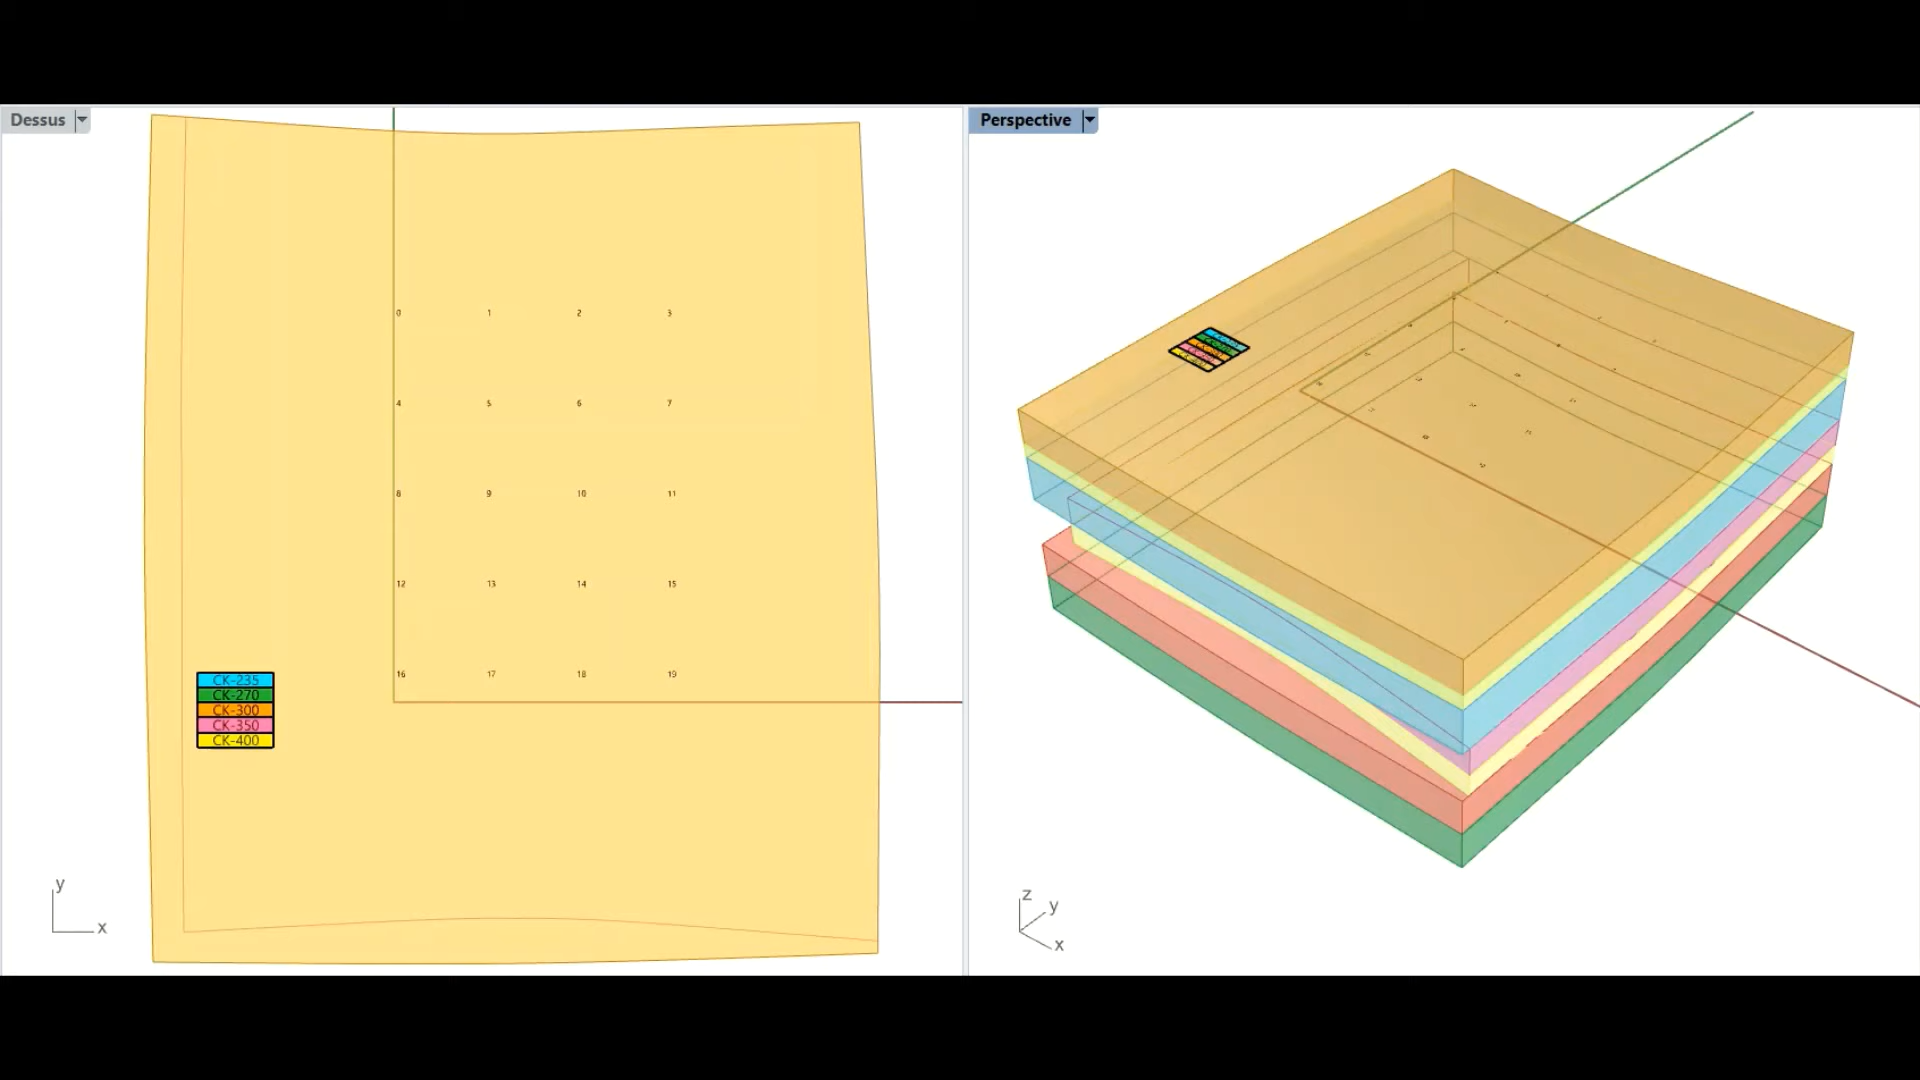 Dessus
Perspective
0 1 2 3
4 5 6 7
8 9 10 11
12 13 14 15
16 17 18 19
CK-235
CK-270
CK-300
CK-350
CK-400
y
x
z
y
x